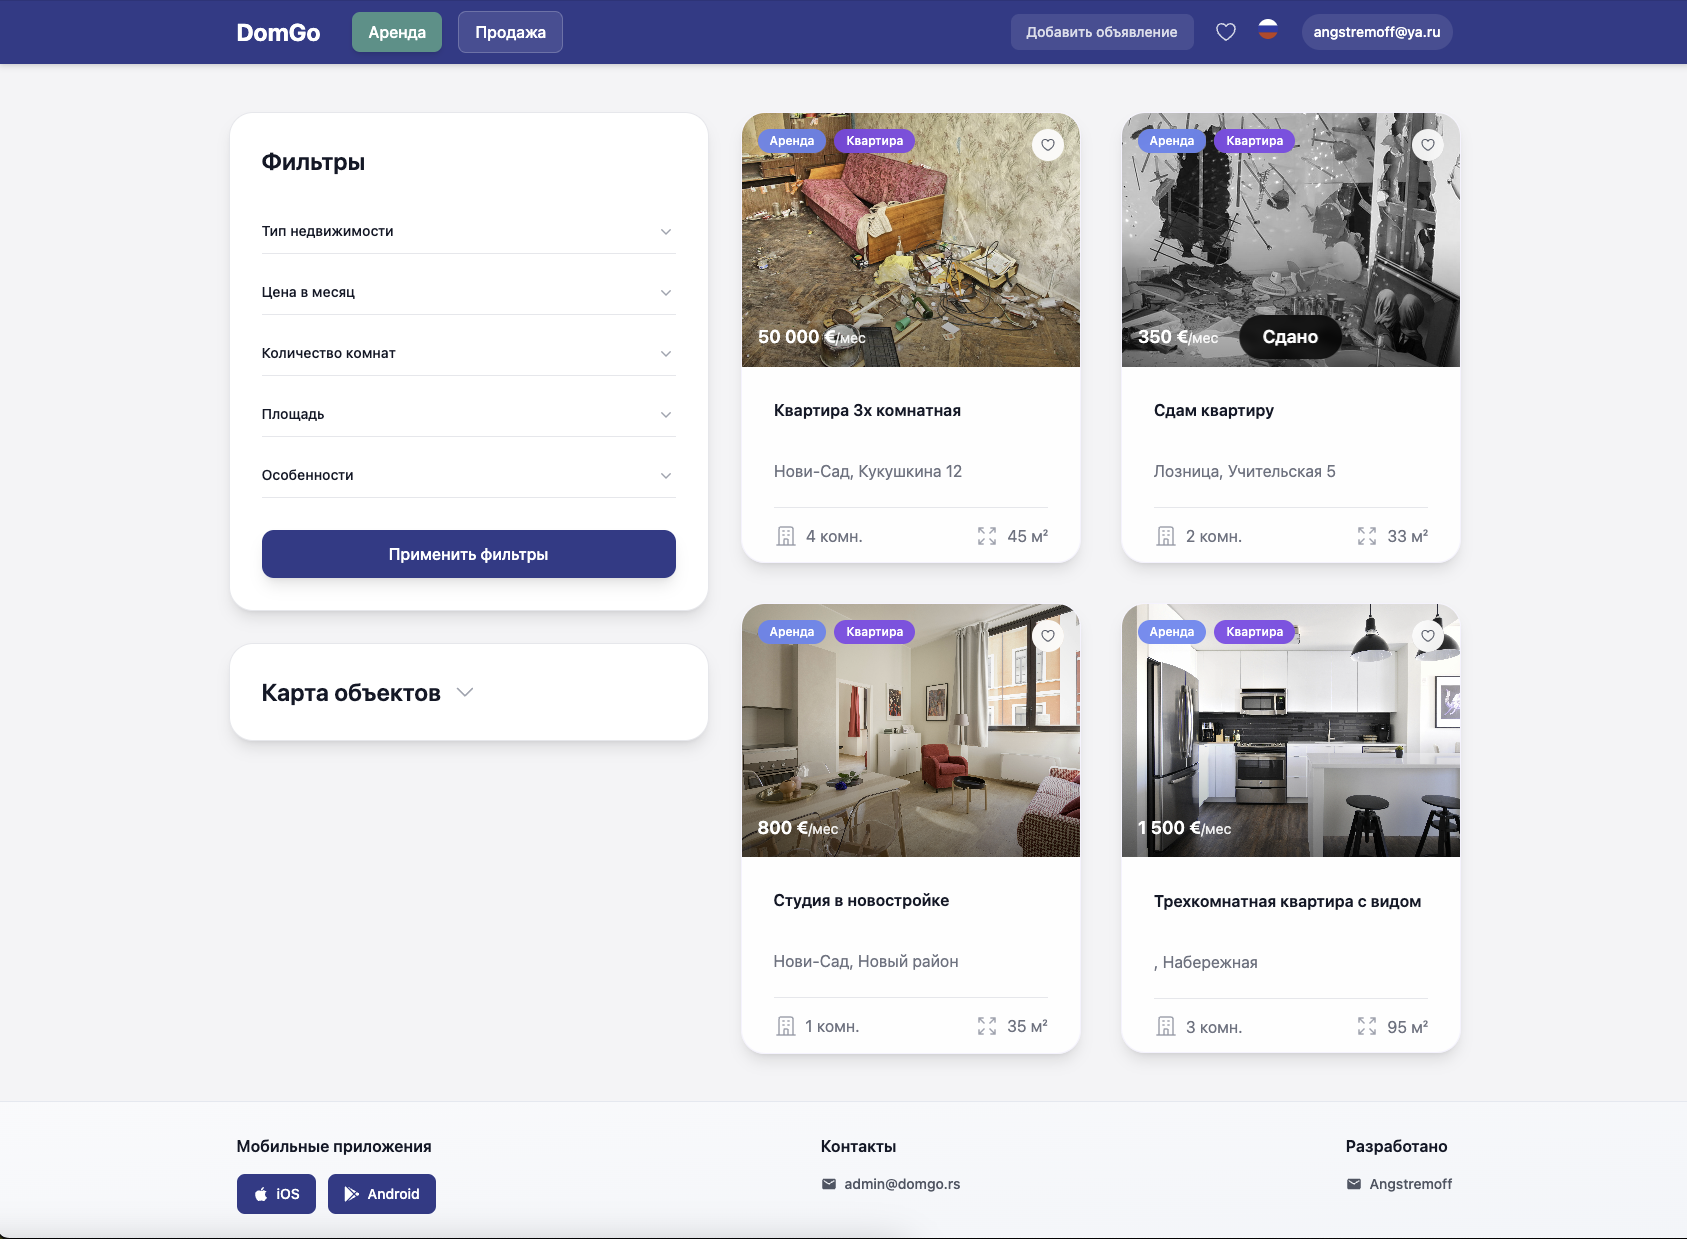 DomGo
Аренда
Продажа
Добавить объявление
angstremoff@ya.ru
Фильтры
Тип недвижимости
Цена в месяц
Количество комнат
Площадь
Особенности
Применить фильтры
Карта объектов
Аренда
Квартира
50 000 €/мес
Квартира 3х комнатная
Нови-Сад, Кукушкина 12
4 комн.
45 м²
Аренда
Квартира
350 €/мес
Сдано
Сдам квартиру
Лозница, Учительская 5
2 комн.
33 м²
Аренда
Квартира
800 €/мес
Студия в новостройке
Нови-Сад, Новый район
1 комн.
35 м²
Аренда
Квартира
1 500 €/мес
Трехкомнатная квартира с видом
, Набережная
3 комн.
95 м²
Мобильные приложения
iOS
Android
Контакты
admin@domgo.rs
Разработано
Angstremoff